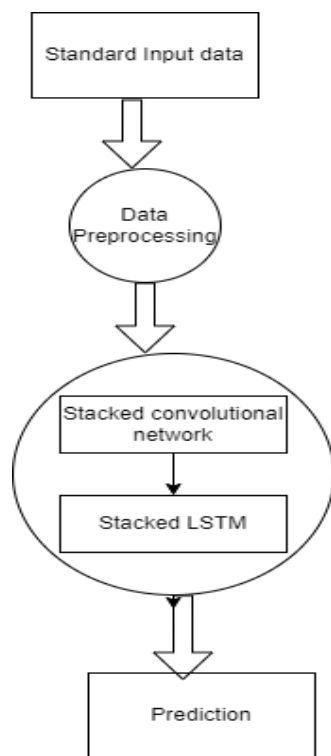 Standard Input data
Data
Preprocessing
Stacked convolutional
network
Stacked LSTM
Prediction